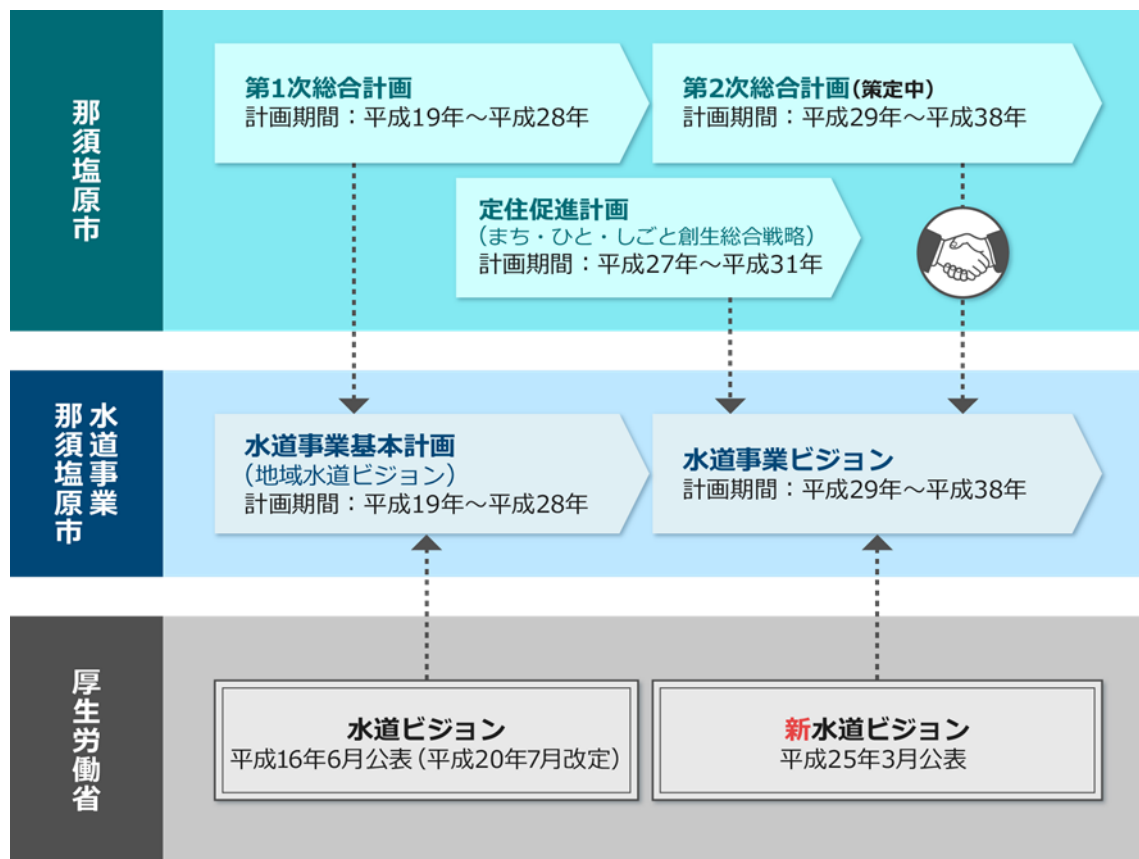 那須塩原市
第1次総合計画
計画期間：平成19年～平成28年
第2次総合計画(策定中)
計画期間：平成29年～平成38年
定住促進計画
(まち・ひと・しごと創生総合戦略)
計画期間：平成27年～平成31年
水道事業
那須塩原市
水道事業基本計画
(地域水道ビジョン)
計画期間：平成19年～平成28年
水道事業ビジョン
計画期間：平成29年～平成38年
厚生労働省
水道ビジョン
平成16年6月公表(平成20年7月改定)
新水道ビジョン
平成25年3月公表